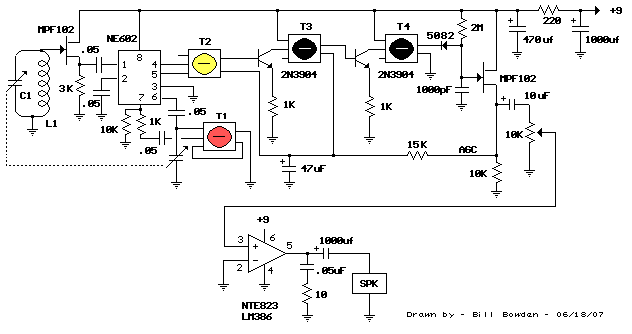 +9
220
+
470uf
+
1000uf
MPF102
NE602
.05
8
1
2
4
5
3
7
6
T2
T3
T4
5082
2M
2N3904
2N3904
MPF102
1000pF
3K
.05
C1
L1
.05
10K
1K
.05
T1
1K
1K
+
10uF
10K
+
47uF
15K
AGC
10K
+9
3
+
6
5
2
−
4
+
1000uf
.05uF
10
SPK
NTE823
LM386
Drawn by - Bill Bowden - 06/18/07